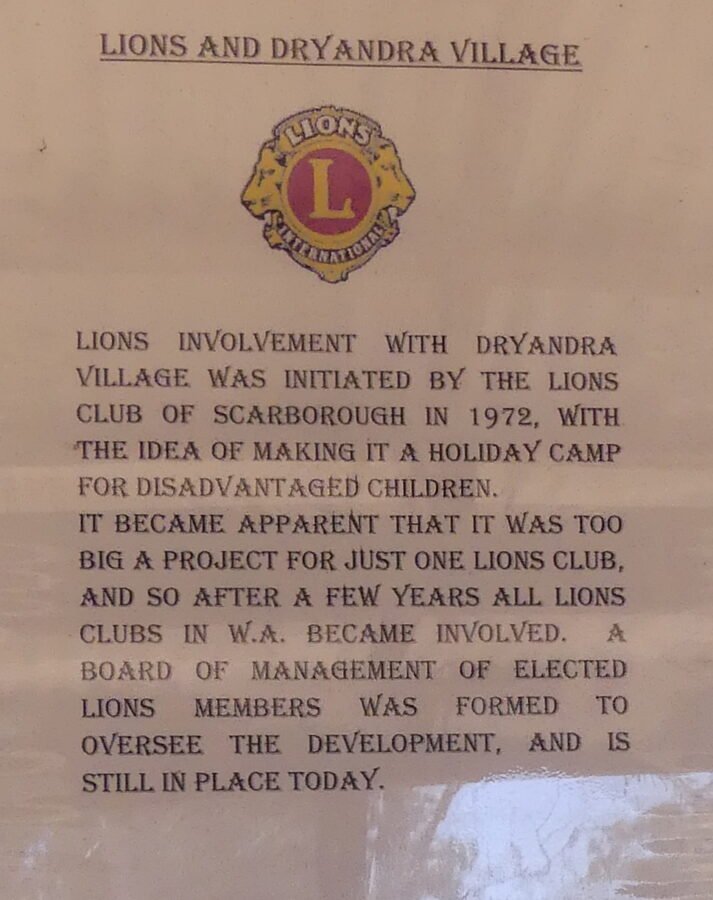 LIONS AND DRYANDRA VILLAGE
LIONS
L
INTERNATIONAL
LIONS INVOLVEMENT WITH DRYANDRA
VILLAGE WAS INITIATED BY THE LIONS
CLUB OF SCARBOROUGH IN 1972, WITH
THE IDEA OF MAKING IT A HOLIDAY CAMP
FOR DISADVANTAGED CHILDREN.
IT BECAME APPARENT THAT IT WAS TOO
BIG A PROJECT FOR JUST ONE LIONS CLUB,
AND SO AFTER A FEW YEARS ALL LIONS
CLUBS IN W.A. BECAME INVOLVED. A
BOARD OF MANAGEMENT OF ELECTED
LIONS MEMBERS WAS FORMED TO
OVERSEE THE DEVELOPMENT, AND IS
STILL IN PLACE TODAY.